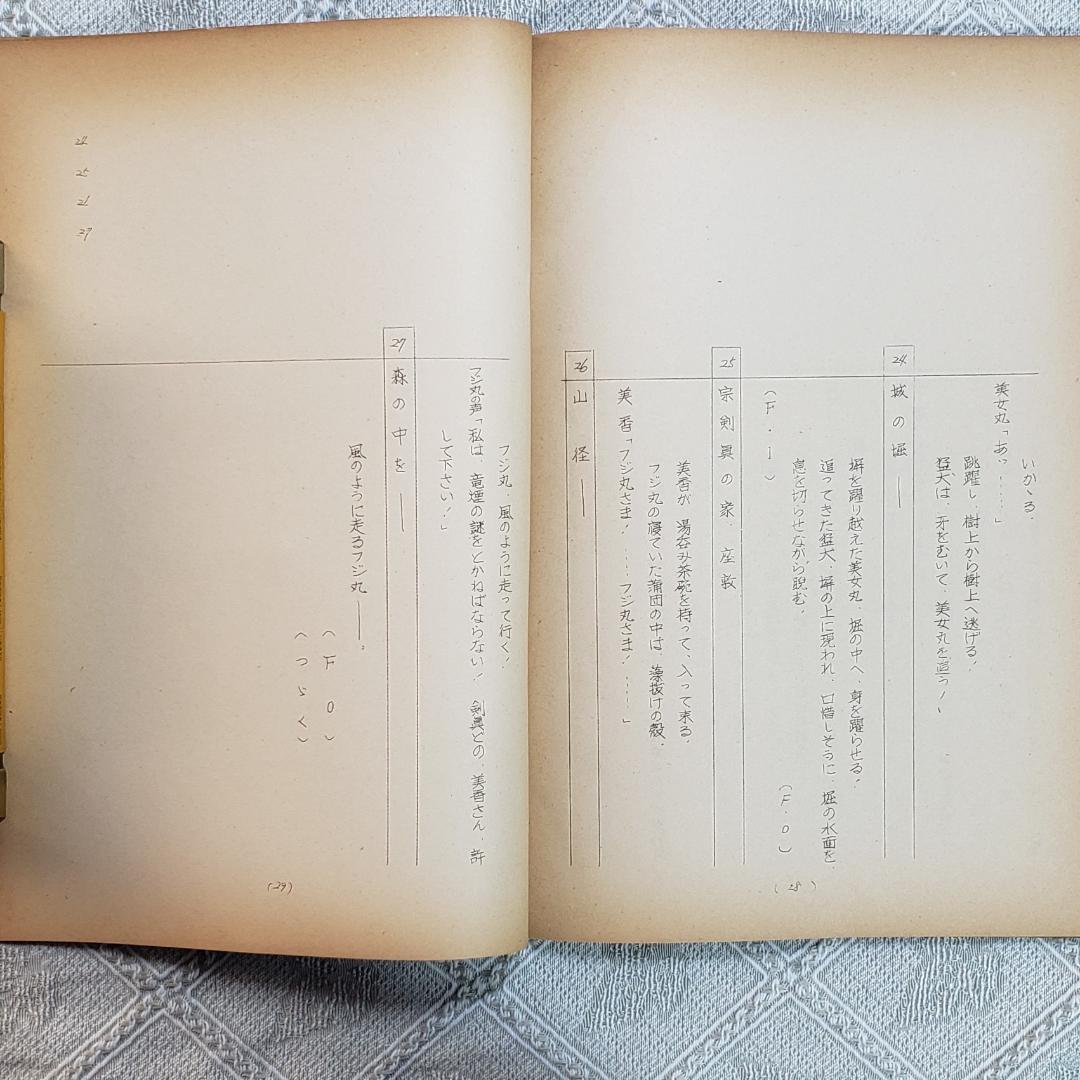 いかゝる。
美女丸「あっ……」
跳躍し、樹上から樹上へ逃げる！
猛犬は、牙をむいて、美女丸を追う！
24 城の堀――
塀を躍り越えた美女丸、堀の中へ、身を躍らせる！
追ってきた猛犬、塀の上に現われ、口惜しそうに、堀の水面を
息を切らせながら睨む。
（F・O）
（F・i）
25 宗剣真の家・座敷
美香が、湯呑み茶碗を持って、入って来る。
フジ丸の寝ていた蒲団の中は、藻抜けの殻。
美香「フジ丸さま！……フジ丸さま！……」
26 山径――
（28）
フジ丸、風のように走って行く！
フジ丸の声「私は、竜煙の謎をとかねばならない！ 剣真どの、美香さん、許
して下さい！」
27 森の中を――
風のように走るフジ丸――。
（F O）
（つゞく）
24
25
26
27
（29）